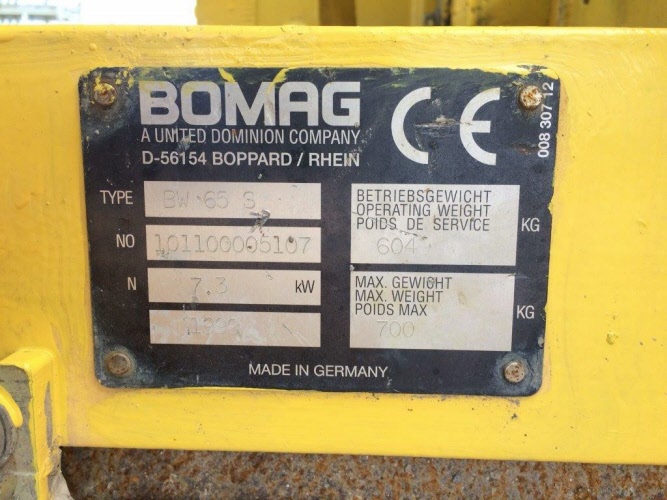 BOMAG
A UNITED DOMINION COMPANY
D-56154 BOPPARD / RHEIN
CE
008 307 12
TYPE BW 65 S
NO 101100005107
N 7.3 kW
BETRIEBSGEWICHT
OPERATING WEIGHT
POIDS DE SERVICE
604 KG
MAX. GEWICHT
MAX. WEIGHT
POIDS MAX
700 KG
MADE IN GERMANY